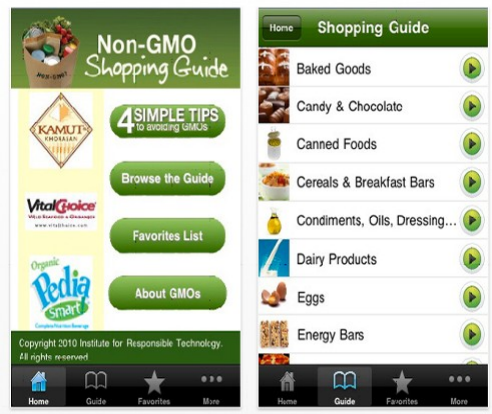 Non-GMO
Shopping Guide
NON-GMO!
KAMUT
KHORASAN
4 SIMPLE TIPS
to avoiding GMOs
Browse the Guide
VitalChoice
WILD SEAFOOD & ORGANICS
www.vitalchoice.com
Favorites List
Organic
Pedia
smart!
Complete Nutrition Beverage
About GMOs
Copyright 2010 Institute for Responsible Technology.
All rights reserved
Home
Guide
Favorites
More
Home
Shopping Guide
Baked Goods
Candy & Chocolate
Canned Foods
Cereals & Breakfast Bars
Condiments, Oils, Dressing...
Dairy Products
Eggs
Energy Bars
Home
Guide
Favorites
More